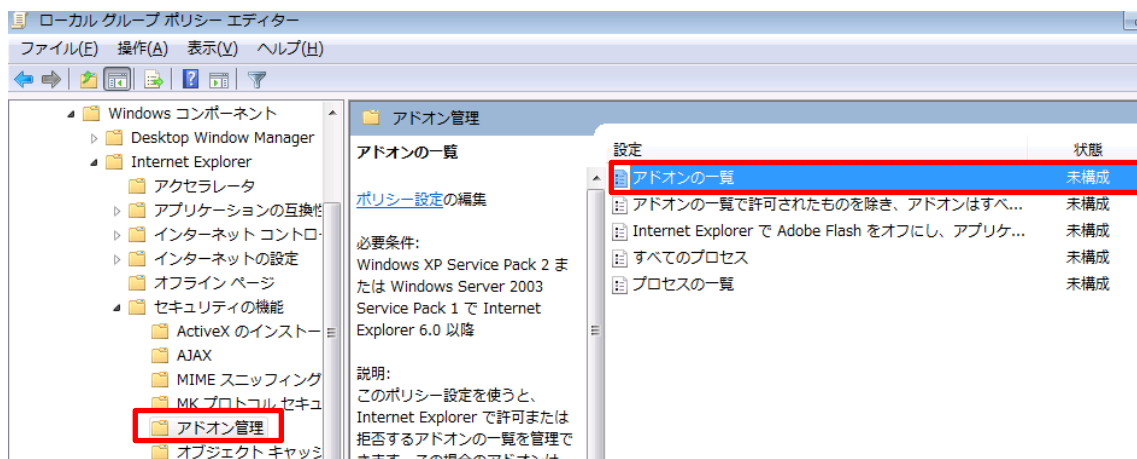 ローカル グループ ポリシー エディター
ファイル(F) 操作(A) 表示(V) ヘルプ(H)
Windows コンポーネント
Desktop Window Manager
Internet Explorer
アクセラレータ
アプリケーションの互換性
インターネット コントロー
インターネットの設定
オフライン ページ
セキュリティの機能
ActiveX のインストー
AJAX
MIME スニッフィング
MK プロトコル セキュ
アドオン管理
オブジェクト キャッシ
アドオン管理
アドオンの一覧
ポリシー設定の編集
必要条件:
Windows XP Service Pack 2 ま
たは Windows Server 2003
Service Pack 1 で Internet
Explorer 6.0 以降
説明:
このポリシー設定を使うと、
Internet Explorer で許可または
拒否するアドオンの一覧を管理で
きます。この場合のアドオンは、
設定 状態
アドオンの一覧 未構成
アドオンの一覧で許可されたものを除き、アドオンはすべ... 未構成
Internet Explorer で Adobe Flash をオフにし、アプリケ... 未構成
すべてのプロセス 未構成
プロセスの一覧 未構成